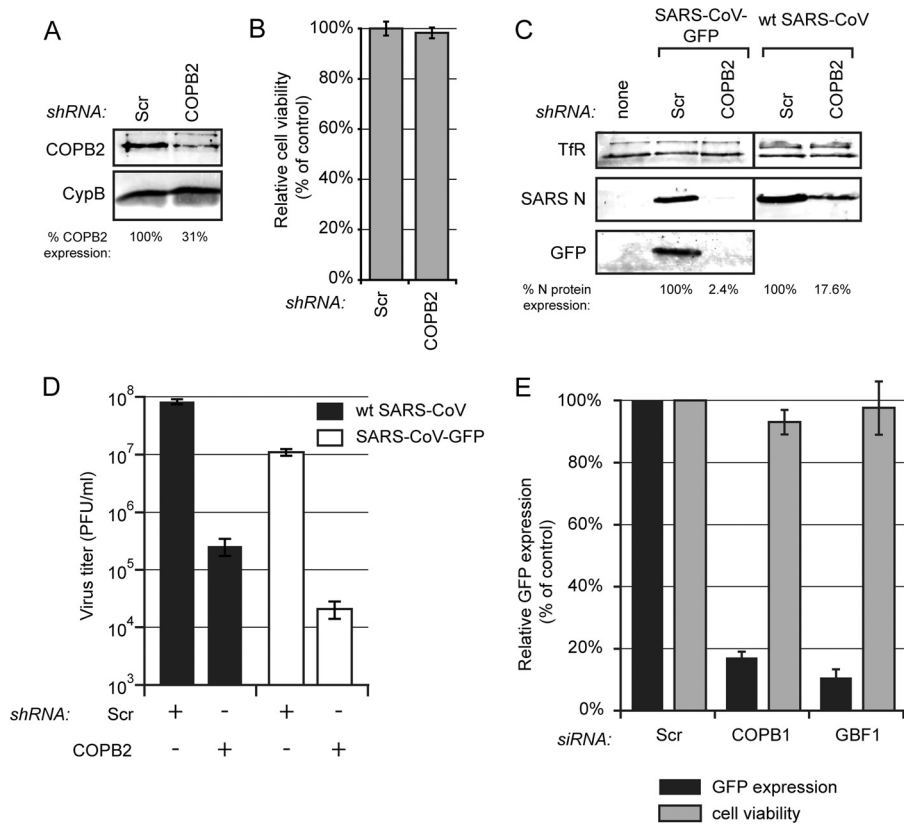 A
shRNA:
Scr
COPB2
COPB2
CypB
% COPB2
expression:
100%
31%
B
Relative cell viability
(% of control)
100%
80%
60%
40%
20%
0%
shRNA:
Scr
COPB2
C
SARS-CoV-
GFP
wt SARS-CoV
shRNA:
none
Scr
COPB2
Scr
COPB2
TfR
SARS N
GFP
% N protein
expression:
100%
2.4%
100%
17.6%
D
Virus titer (PFU/ml)
10⁸
10⁷
10⁶
10⁵
10⁴
10³
wt SARS-CoV
SARS-CoV-GFP
shRNA:
Scr
+ - + -
COPB2
- + - +
E
Relative GFP expression
(% of control)
100%
80%
60%
40%
20%
0%
siRNA:
Scr
COPB1
GBF1
GFP expression
cell viability